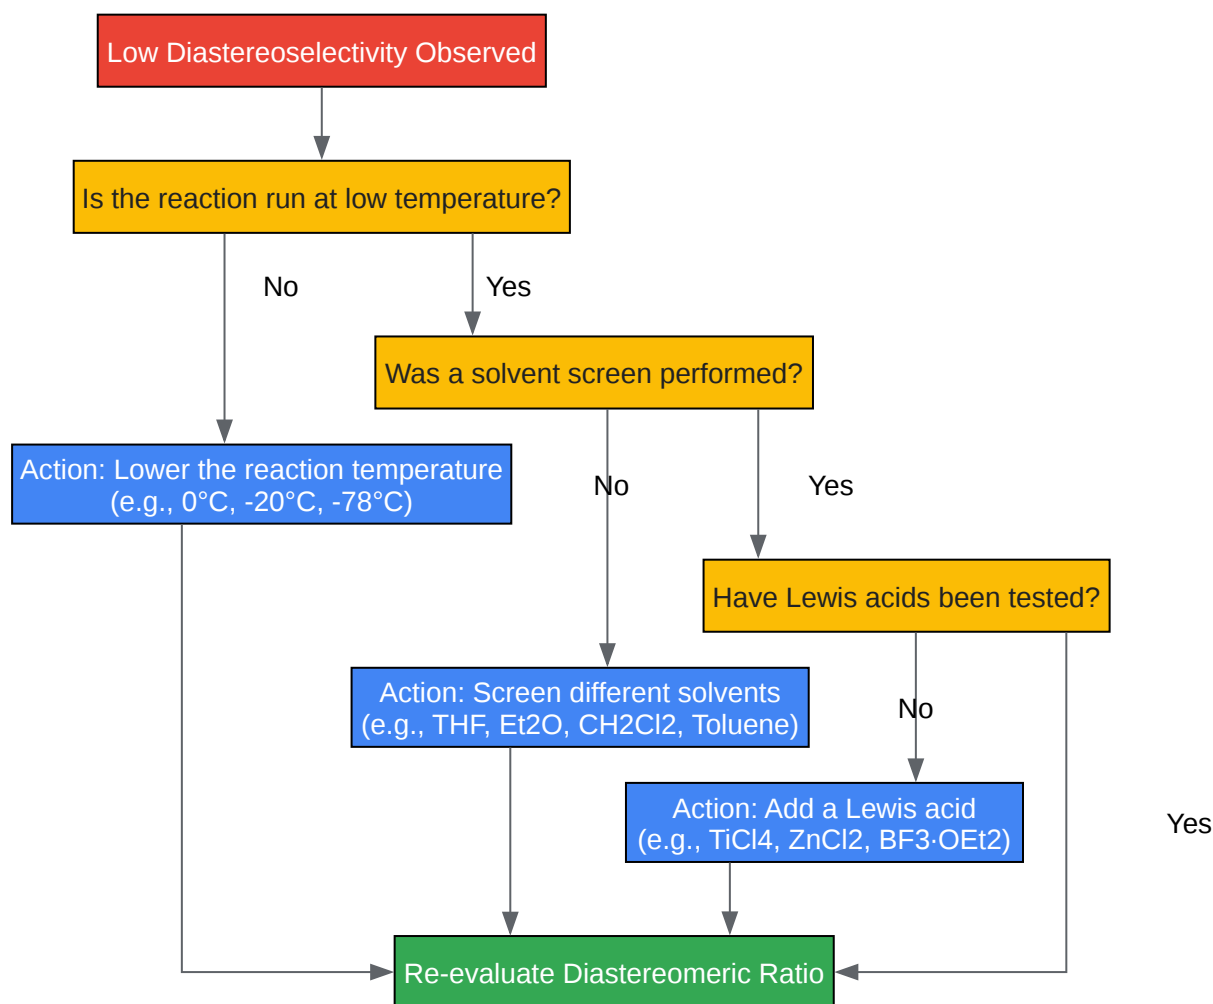 Low Diastereoselectivity Observed
Is the reaction run at low temperature?
No
Yes
Was a solvent screen performed?
Action: Lower the reaction temperature
(e.g., 0°C, -20°C, -78°C)
No
Yes
Have Lewis acids been tested?
Action: Screen different solvents
(e.g., THF, Et2O, CH2Cl2, Toluene)
No
Action: Add a Lewis acid
(e.g., TiCl4, ZnCl2, BF3·OEt2)
Yes
Re-evaluate Diastereomeric Ratio